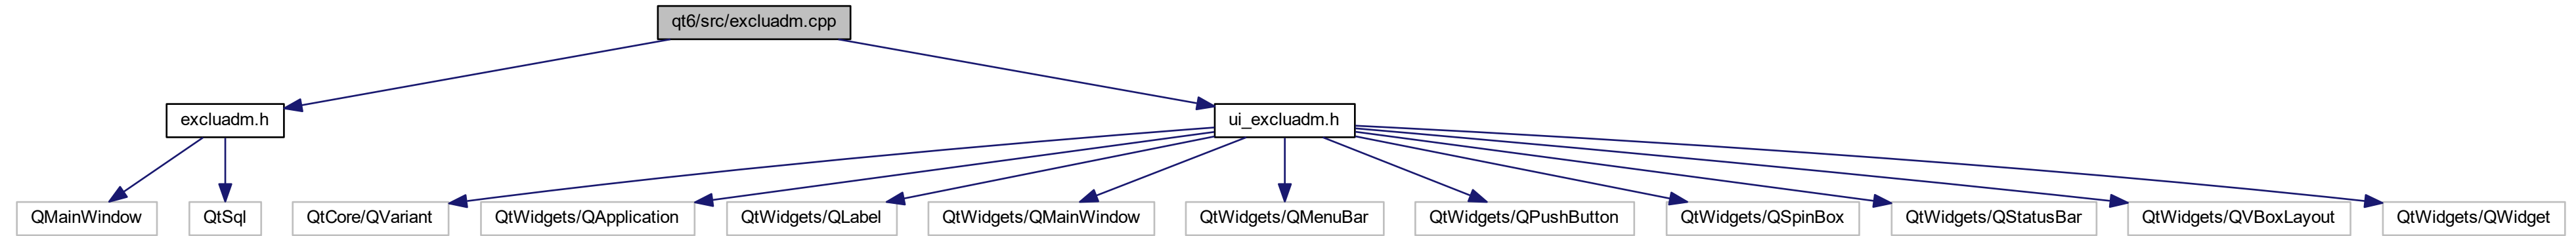 qt6/src/excluadm.cpp
excluadm.h
ui_excluadm.h
QMainWindow
QtSql
QtCore/QVariant
QtWidgets/QApplication
QtWidgets/QLabel
QtWidgets/QMainWindow
QtWidgets/QMenuBar
QtWidgets/QPushButton
QtWidgets/QSpinBox
QtWidgets/QStatusBar
QtWidgets/QVBoxLayout
QtWidgets/QWidget